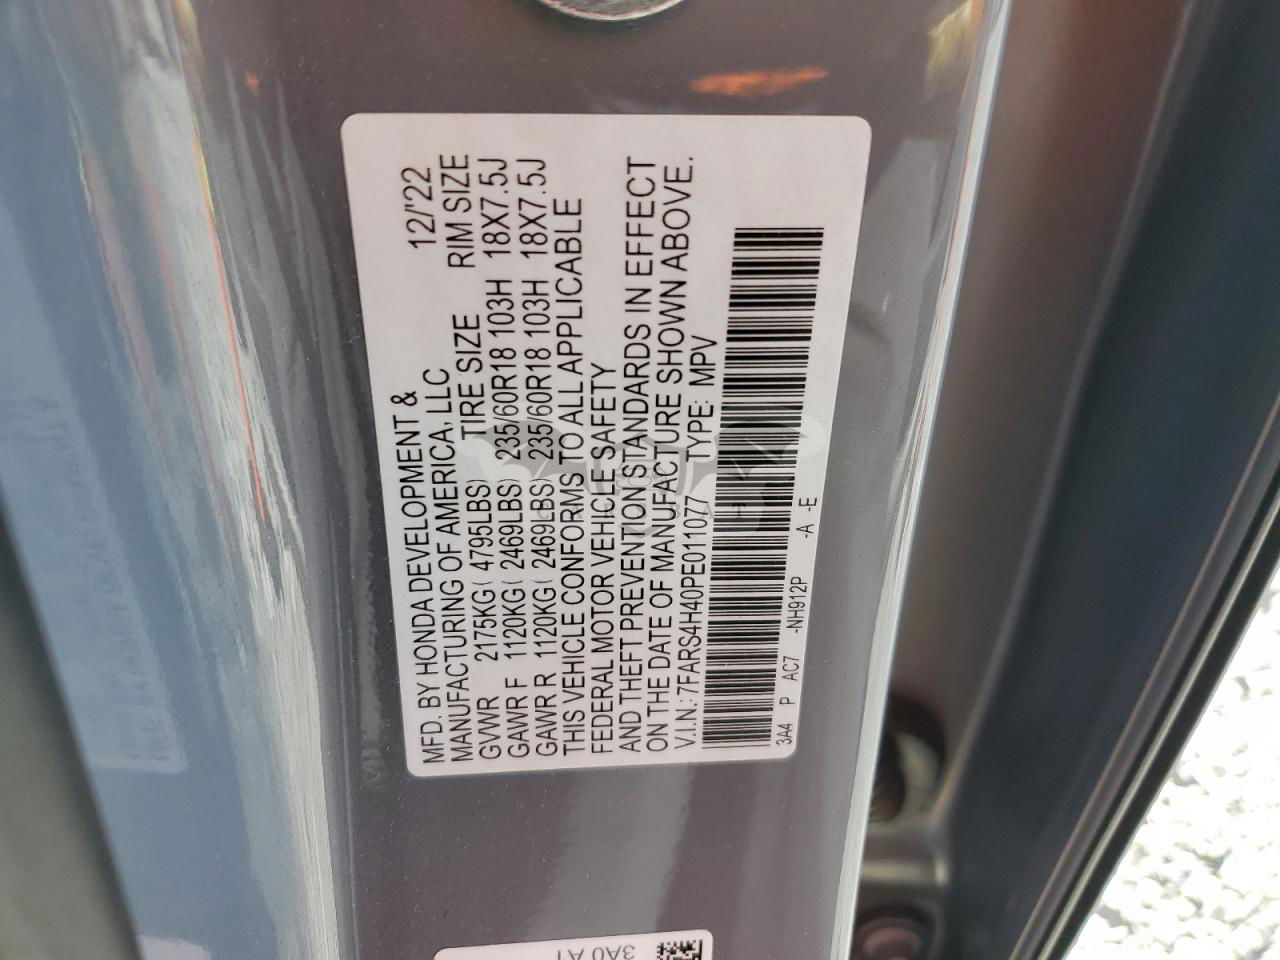 MFD. BY HONDA DEVELOPMENT & 12/'22
MANUFACTURING OF AMERICA, LLC
TIRE SIZE RIM SIZE
GVWR 2175KG( 4795LBS)
GAWR F 1120KG( 2469LBS) 235/60R18 103H 18X7.5J
GAWR R 1120KG( 2469LBS) 235/60R18 103H 18X7.5J
THIS VEHICLE CONFORMS TO ALL APPLICABLE
FEDERAL MOTOR VEHICLE SAFETY
AND THEFT PREVENTION STANDARDS IN EFFECT
ON THE DATE OF MANUFACTURE SHOWN ABOVE.
V.I.N.: 7FARS4H40PE011077 TYPE: MPV
3A4 P AC7 -NH912P -A -E
3A0 A1